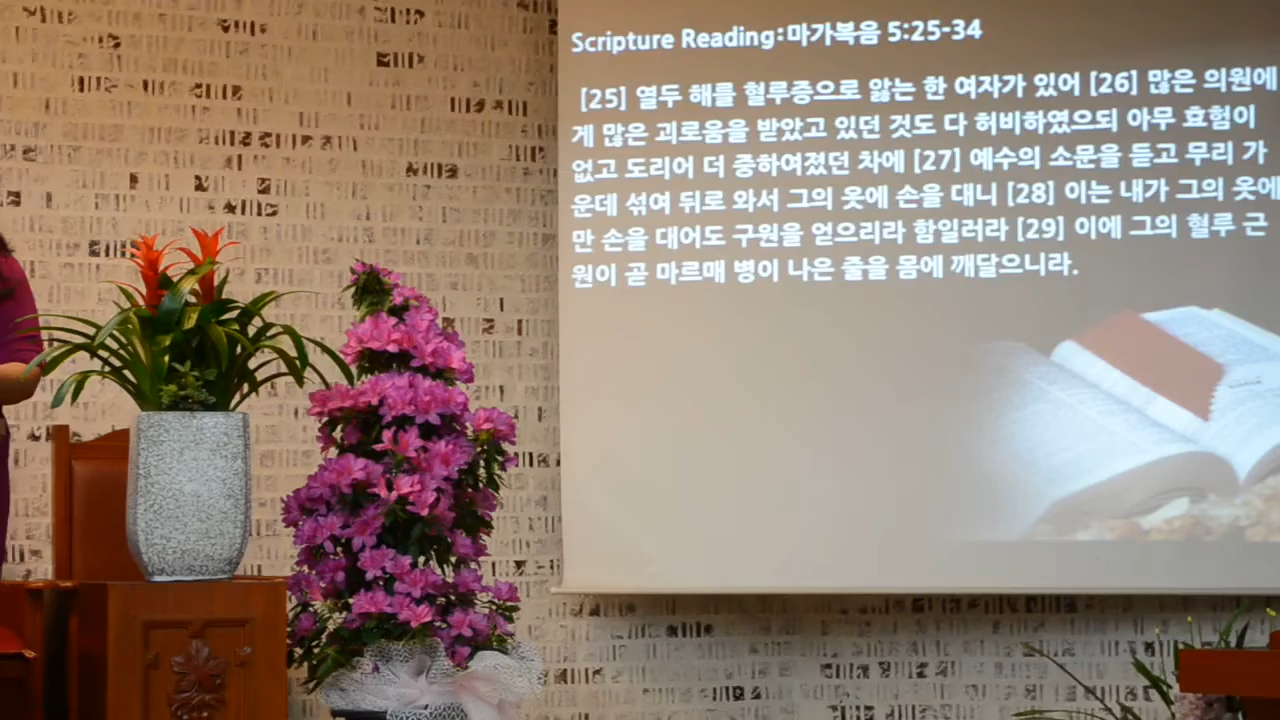 Scripture Reading:마가복음 5:25-34
[25] 열두 해를 혈루증으로 앓는 한 여자가 있어 [26] 많은 의원에
게 많은 괴로움을 받았고 있던 것도 다 허비하였으되 아무 효험이
없고 도리어 더 중하여졌던 차에 [27] 예수의 소문을 듣고 무리 가
운데 섞여 뒤로 와서 그의 옷에 손을 대니 [28] 이는 내가 그의 옷에
만 손을 대어도 구원을 얻으리라 함일러라 [29] 이에 그의 혈루 근
원이 곧 마르매 병이 나은 줄을 몸에 깨달으니라.